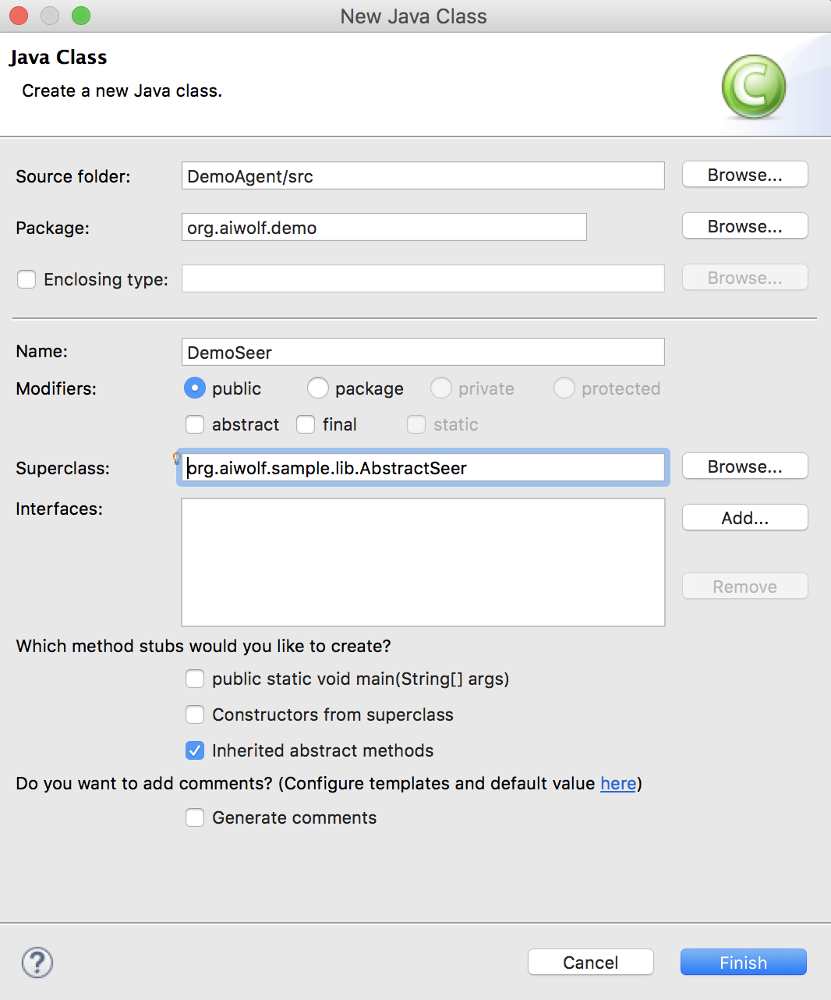 New Java Class
Java Class
Create a new Java class.
C
Source folder: DemoAgent/src Browse...
Package: org.aiwolf.demo Browse...
Enclosing type: Browse...
Name: DemoSeer
Modifiers: public package private protected
abstract final static
Superclass: org.aiwolf.sample.lib.AbstractSeer Browse...
Interfaces: Add...
Remove
Which method stubs would you like to create?
public static void main(String[] args)
Constructors from superclass
Inherited abstract methods
Do you want to add comments? (Configure templates and default value here)
Generate comments
? Cancel Finish